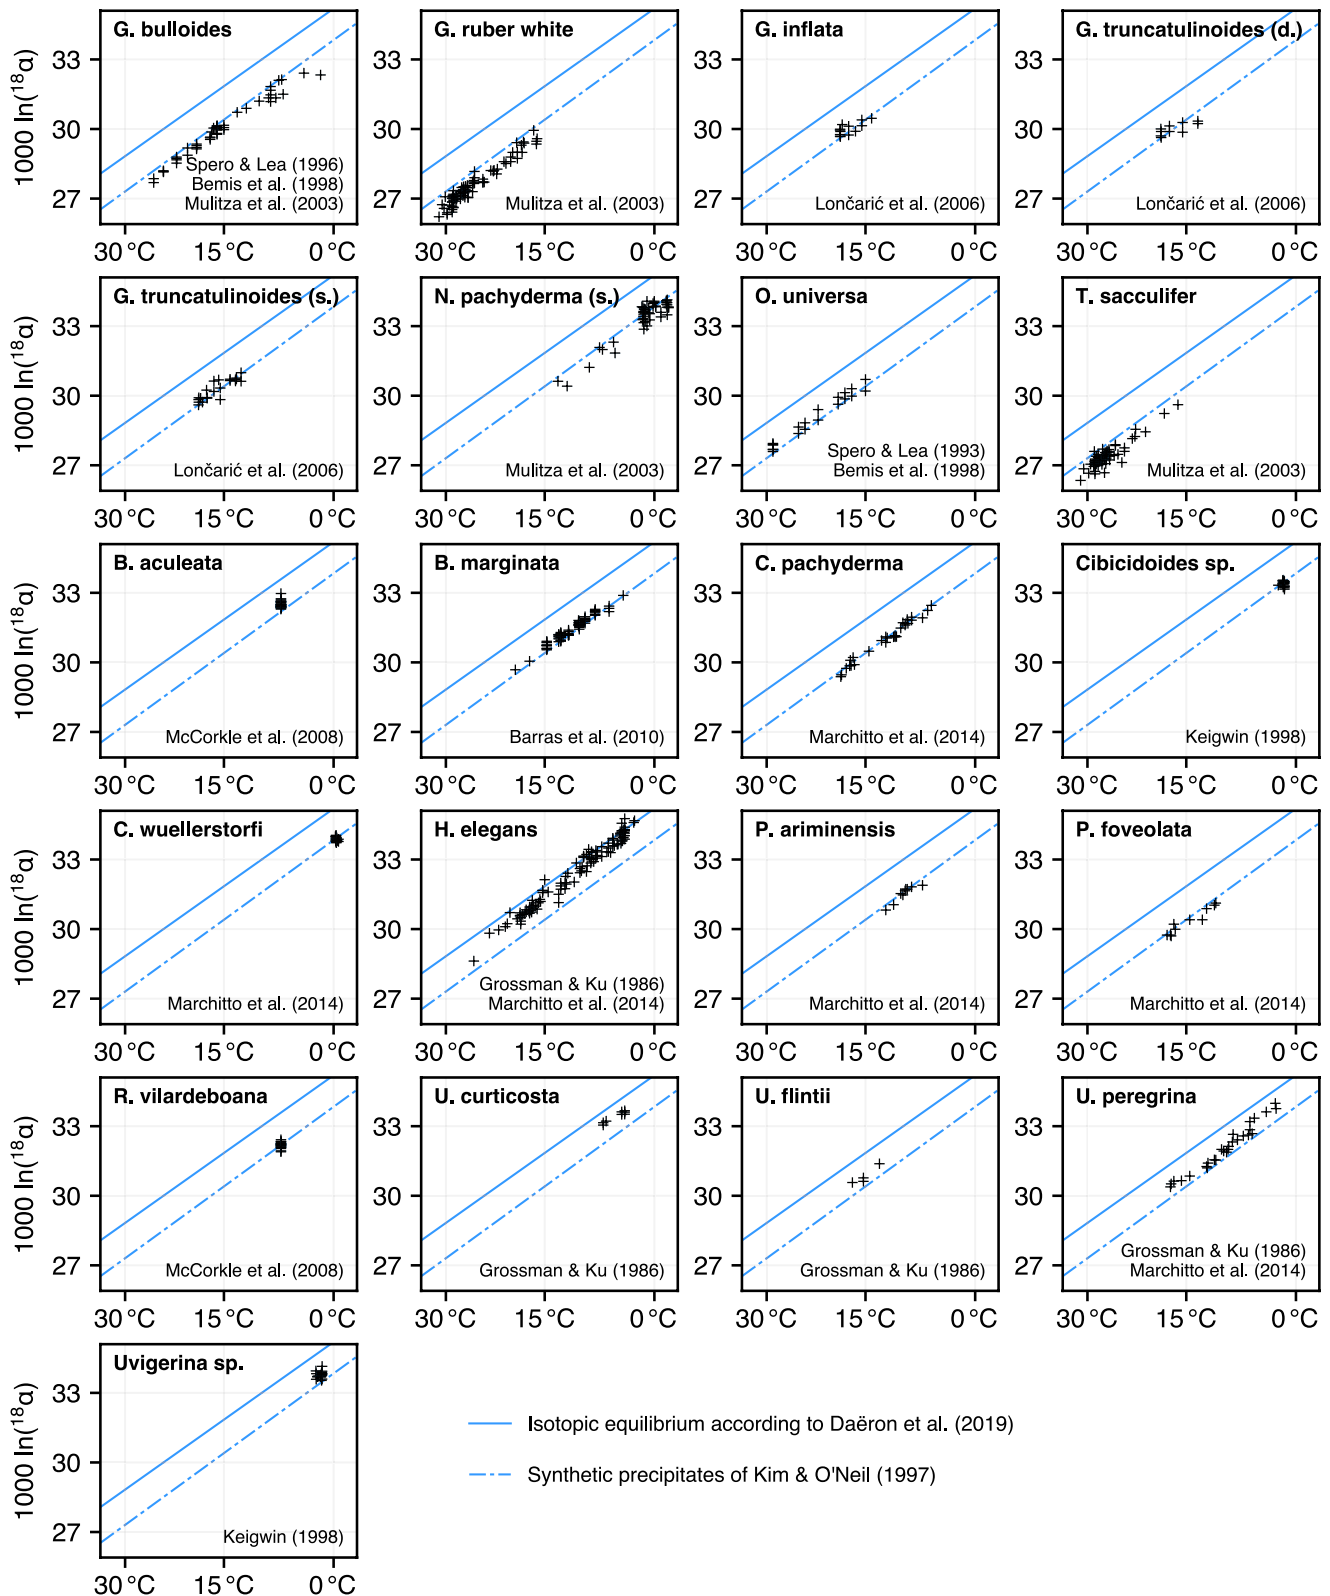 G. bulloides
G. ruber white
G. inflata
G. truncatulinoides (d.)
1000 ln(¹⁸α)
33
30
27
33
30
27
33
30
27
33
30
27
Spero & Lea (1996)
Bemis et al. (1998)
Mulitza et al. (2003)
Mulitza et al. (2003)
Lončarić et al. (2006)
Lončarić et al. (2006)
30 °C 15 °C 0 °C
30 °C 15 °C 0 °C
30 °C 15 °C 0 °C
30 °C 15 °C 0 °C
G. truncatulinoides (s.)
N. pachyderma (s.)
O. universa
T. sacculifer
1000 ln(¹⁸α)
33
30
27
33
30
27
33
30
27
33
30
27
Lončarić et al. (2006)
Mulitza et al. (2003)
Spero & Lea (1993)
Bemis et al. (1998)
Mulitza et al. (2003)
30 °C 15 °C 0 °C
30 °C 15 °C 0 °C
30 °C 15 °C 0 °C
30 °C 15 °C 0 °C
B. aculeata
B. marginata
C. pachyderma
Cibicidoides sp.
1000 ln(¹⁸α)
33
30
27
33
30
27
33
30
27
33
30
27
McCorkle et al. (2008)
Barras et al. (2010)
Marchitto et al. (2014)
Keigwin (1998)
30 °C 15 °C 0 °C
30 °C 15 °C 0 °C
30 °C 15 °C 0 °C
30 °C 15 °C 0 °C
C. wuellerstorfi
H. elegans
P. ariminensis
P. foveolata
1000 ln(¹⁸α)
33
30
27
33
30
27
33
30
27
33
30
27
Marchitto et al. (2014)
Grossman & Ku (1986)
Marchitto et al. (2014)
Marchitto et al. (2014)
Marchitto et al. (2014)
30 °C 15 °C 0 °C
30 °C 15 °C 0 °C
30 °C 15 °C 0 °C
30 °C 15 °C 0 °C
R. vilardeboana
U. curticosta
U. flintii
U. peregrina
1000 ln(¹⁸α)
33
30
27
33
30
27
33
30
27
33
30
27
McCorkle et al. (2008)
Grossman & Ku (1986)
Grossman & Ku (1986)
Grossman & Ku (1986)
Marchitto et al. (2014)
30 °C 15 °C 0 °C
30 °C 15 °C 0 °C
30 °C 15 °C 0 °C
30 °C 15 °C 0 °C
Uvigerina sp.
1000 ln(¹⁸α)
33
30
27
Keigwin (1998)
30 °C 15 °C 0 °C
Isotopic equilibrium according to Daëron et al. (2019)
Synthetic precipitates of Kim & O'Neil (1997)